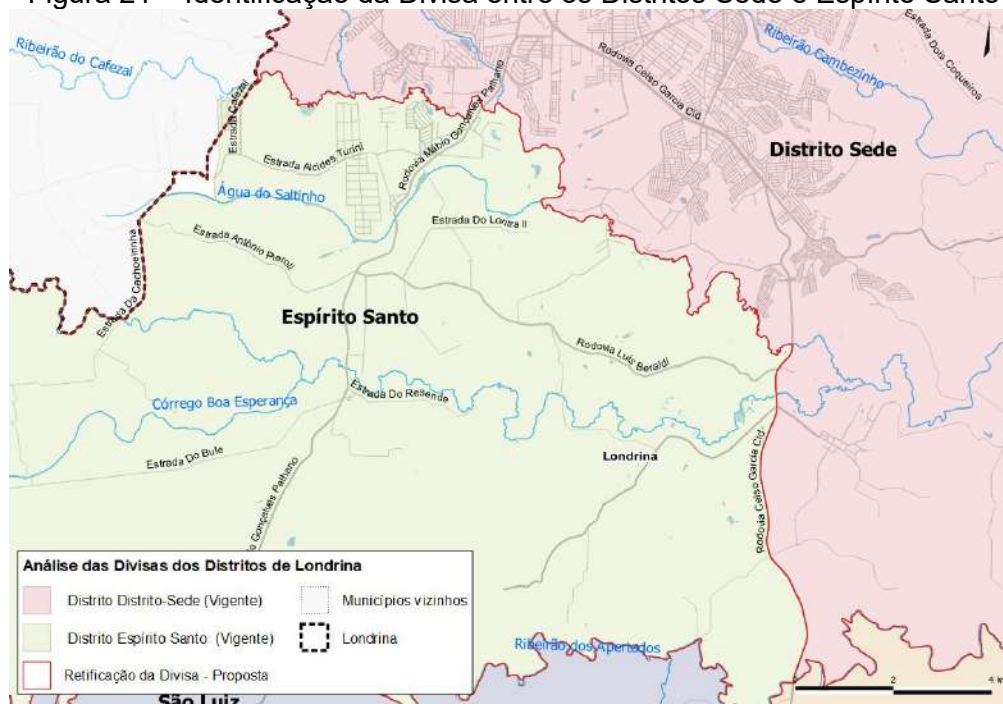 Figura 21 – Identificação da Divisa entre os Distritos Sede e Espírito Santo
Ribeirão do Cafezal
Estrada Cafezal
Estrada Alcides Turini
Rodovia Mábio Gonçalves Palhano
Rodovia Celso Garcia Cid
Ribeirão Cambezinho
Estrada Dois Coqueiros
Distrito Sede
Água do Saltinho
Estrada Do Lontra II
Estrada Antônio
Estrada Da Cachoeirinha
Espírito Santo
Rodovia Luís Beraldi
Estrada Do Resende
Córrego Boa Esperança
Estrada Do Bule
Londrina
Gonçalves Palhano
Rodovia Celso Garcia Cid
Ribeirão dos Apertados
São Luiz
Análise das Divisas dos Distritos de Londrina
Distrito Distrito-Sede (Vigente)
Municípios vizinhos
Distrito Espírito Santo (Vigente)
Londrina
Retificação da Divisa - Proposta
2
4